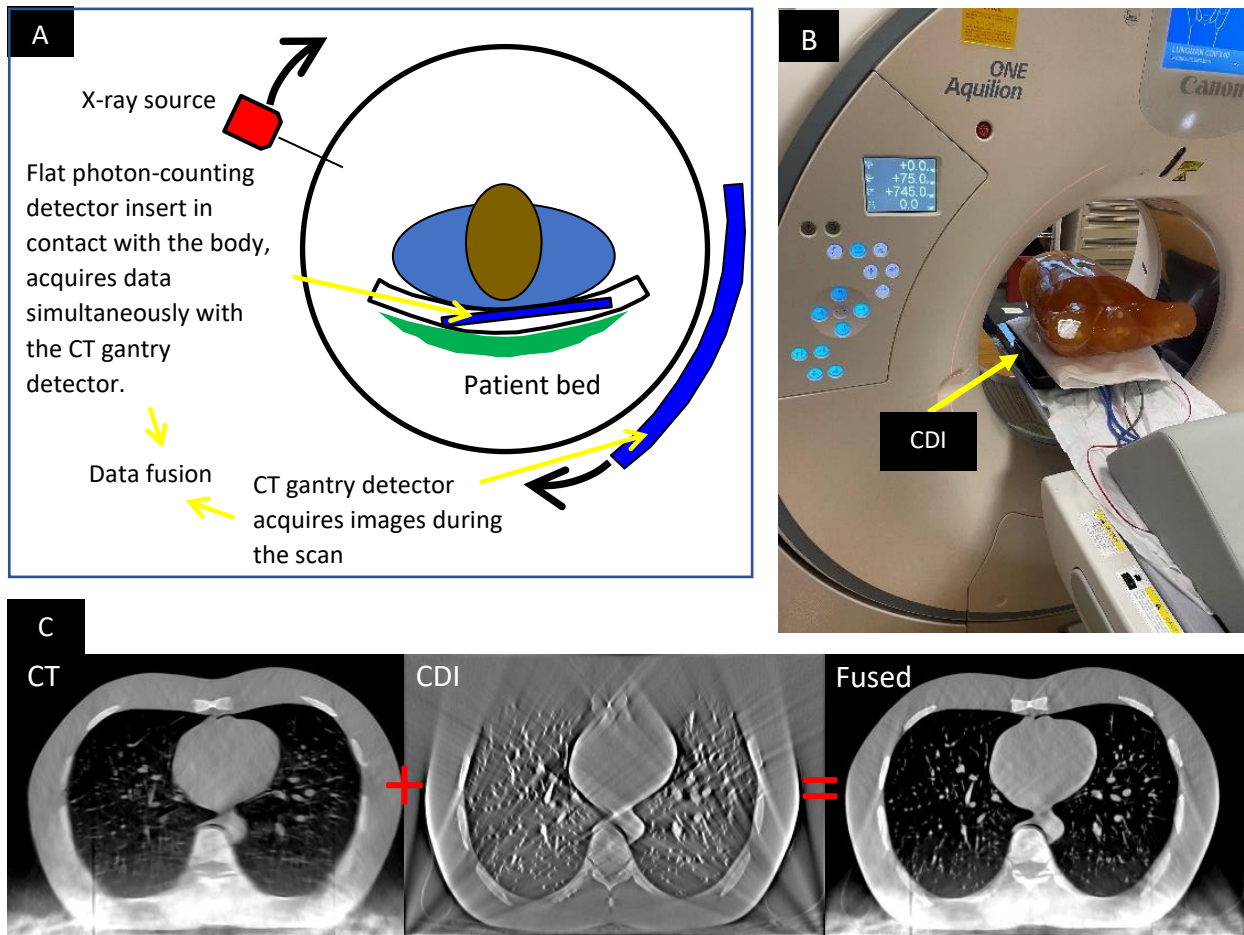 A
X-ray source
Flat photon-counting
detector insert in
contact with the body,
acquires data
simultaneously with
the CT gantry
detector.
Patient bed
Data fusion
CT gantry detector
acquires images during
the scan
B
ONE
Aquilion
Canon
LUNGMAN
+0.0
+75.0
+745.0
0.0
CDI
C
CT
CDI
Fused
+
=